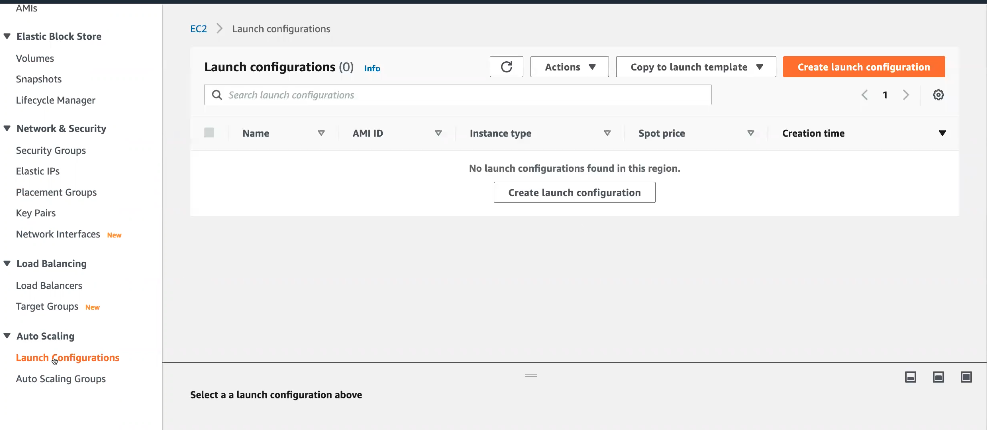 AMIs
Elastic Block Store
Volumes
Snapshots
Lifecycle Manager
Network & Security
Security Groups
Elastic IPs
Placement Groups
Key Pairs
Network Interfaces New
Load Balancing
Load Balancers
Target Groups New
Auto Scaling
Launch Configurations
Auto Scaling Groups
EC2 > Launch configurations
Launch configurations (0) Info
Actions
Copy to launch template
Create launch configuration
Search launch configurations
1
Name AMI ID Instance type Spot price Creation time
No launch configurations found in this region.
Create launch configuration
Select a a launch configuration above